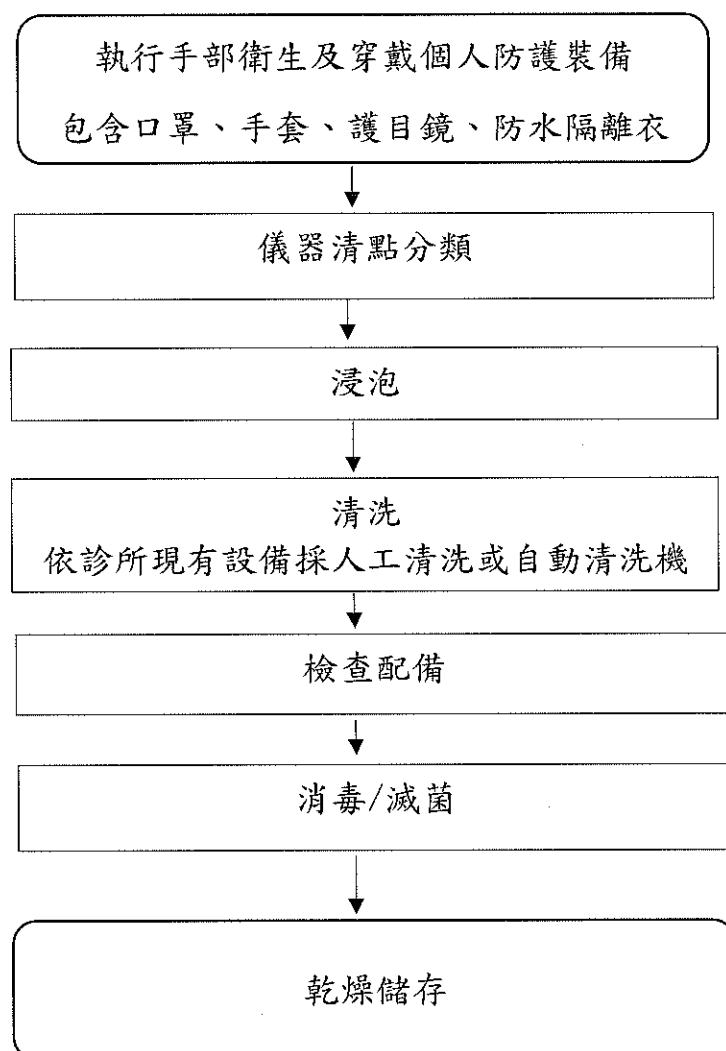 執行手部衛生及穿戴個人防護裝備
包含口罩、手套、護目鏡、防水隔離衣
儀器清點分類
浸泡
清洗
依診所現有設備採人工清洗或自動清洗機
檢查配備
消毒/滅菌
乾燥儲存